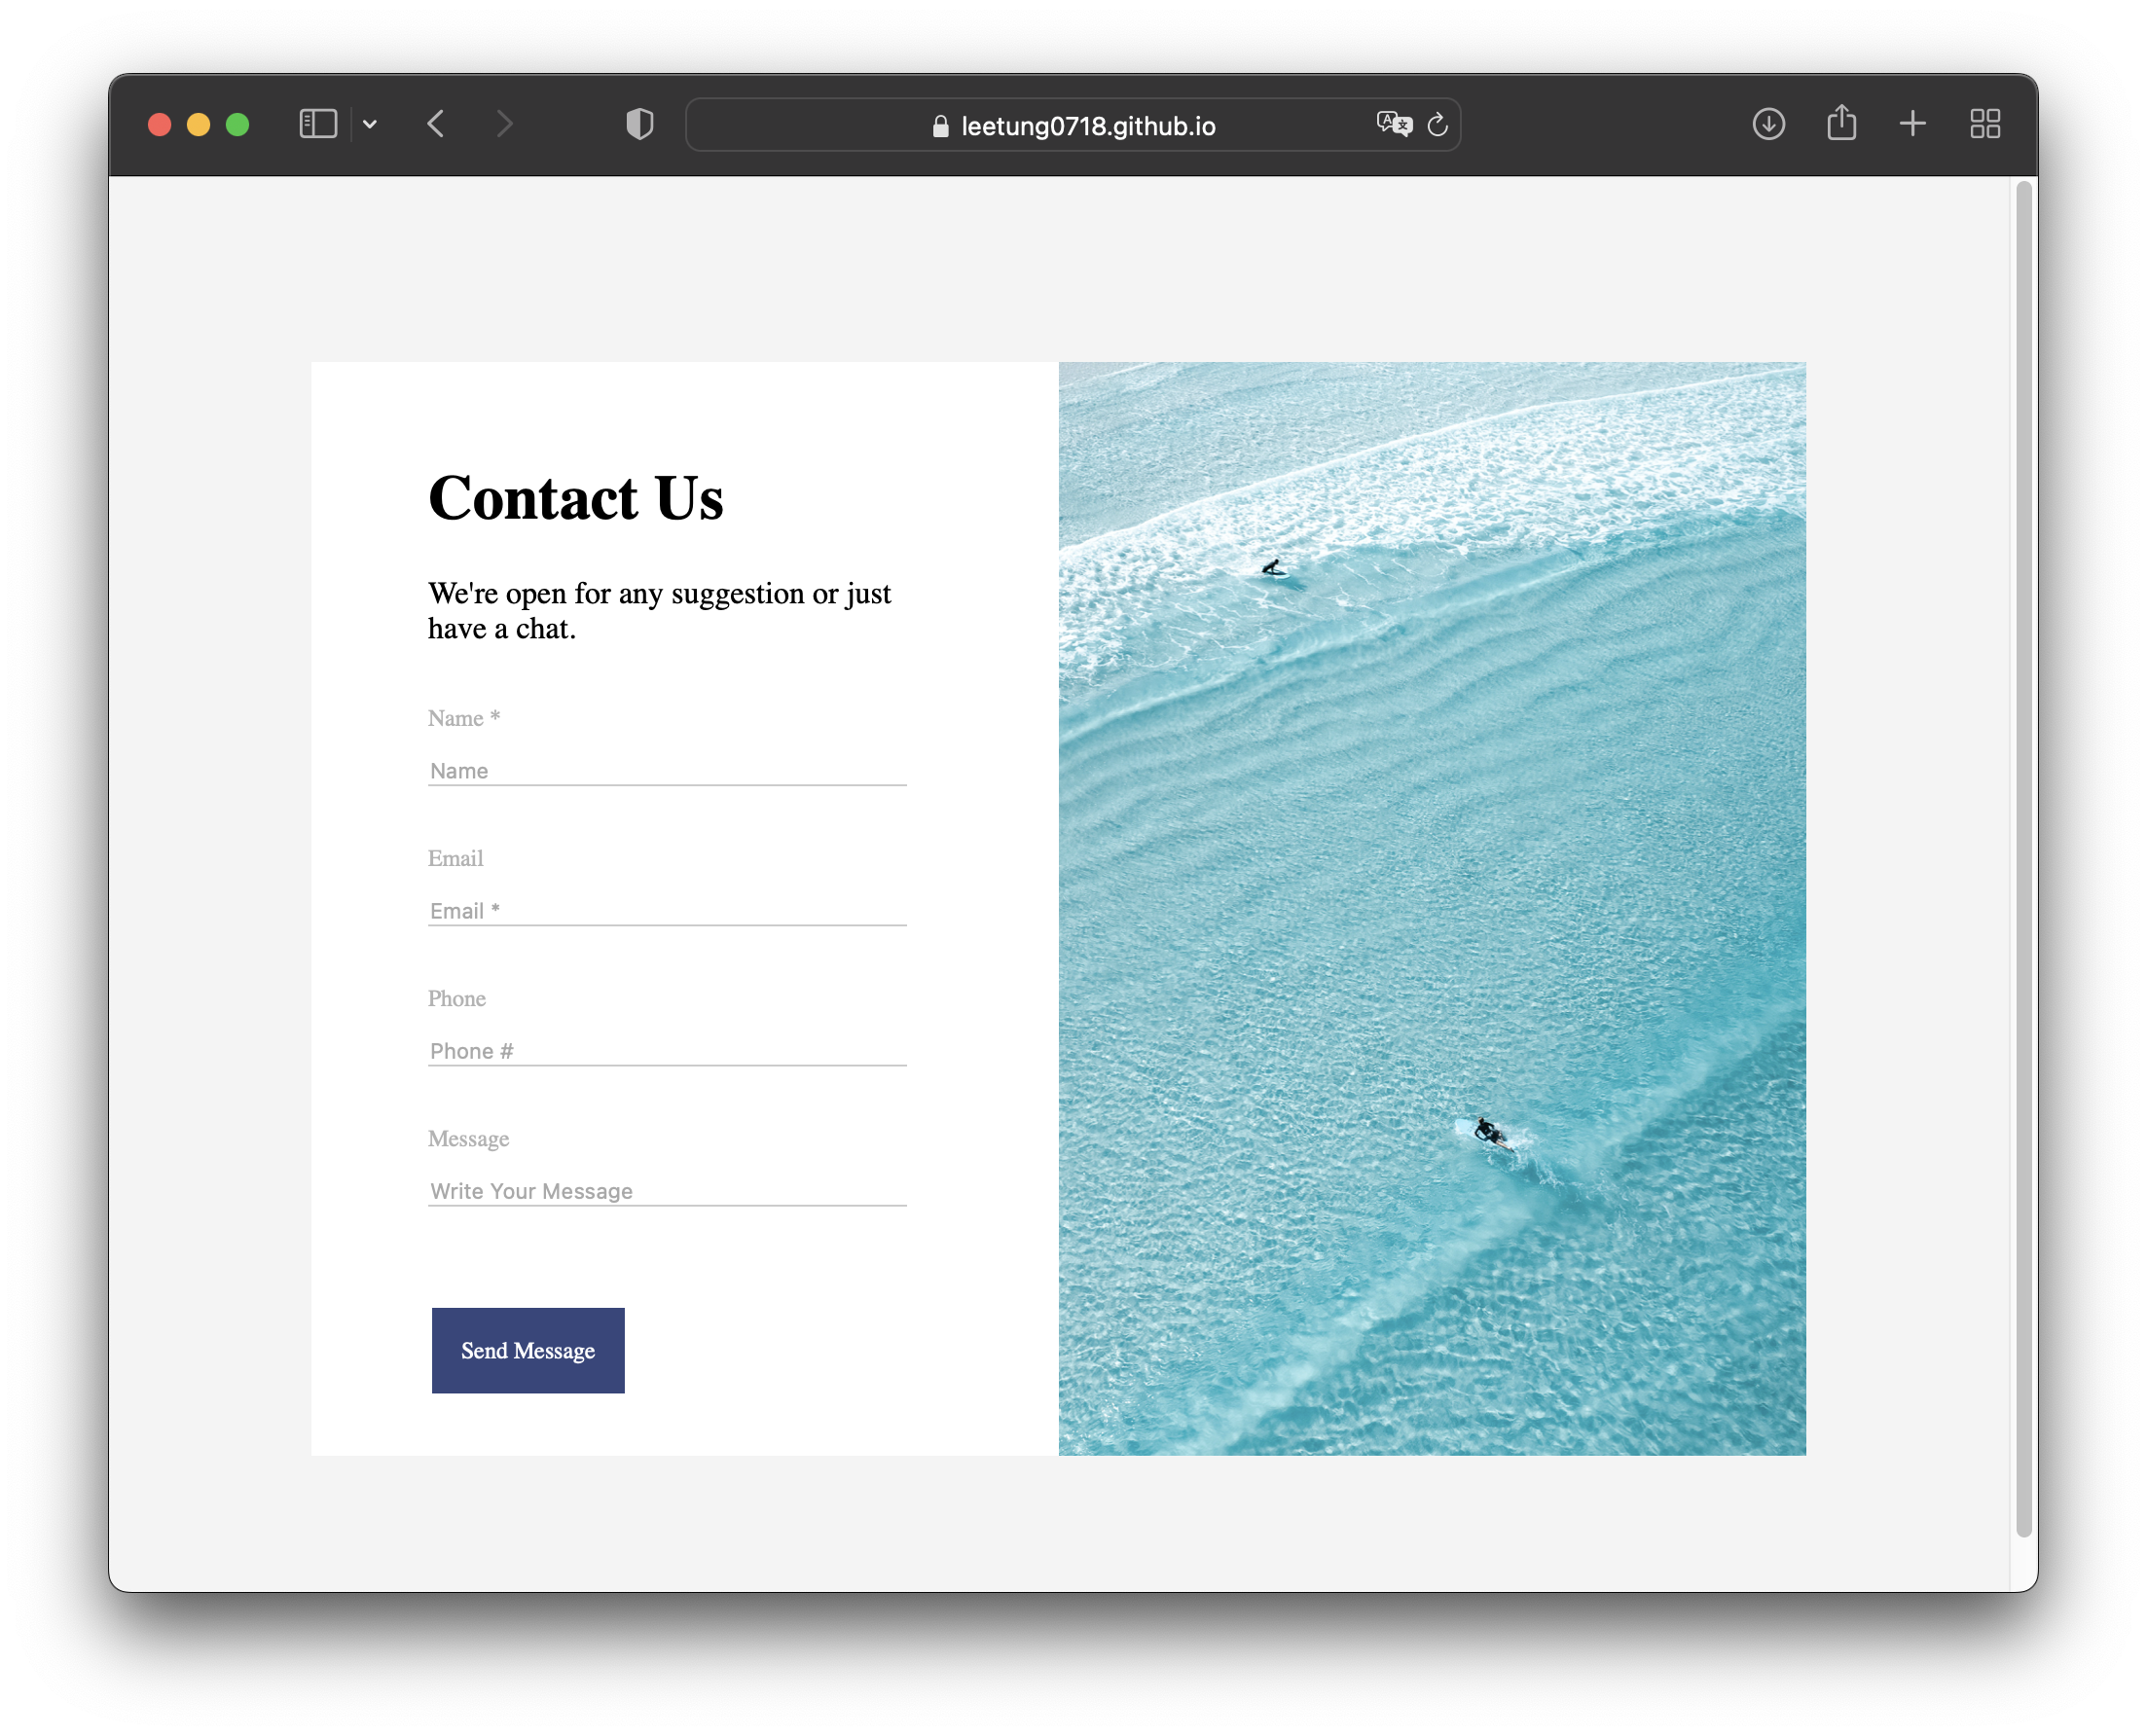 leetung0718.github.io
Contact Us
We're open for any suggestion or just
have a chat.
Name *
Name
Email
Email *
Phone
Phone #
Message
Write Your Message
Send Message